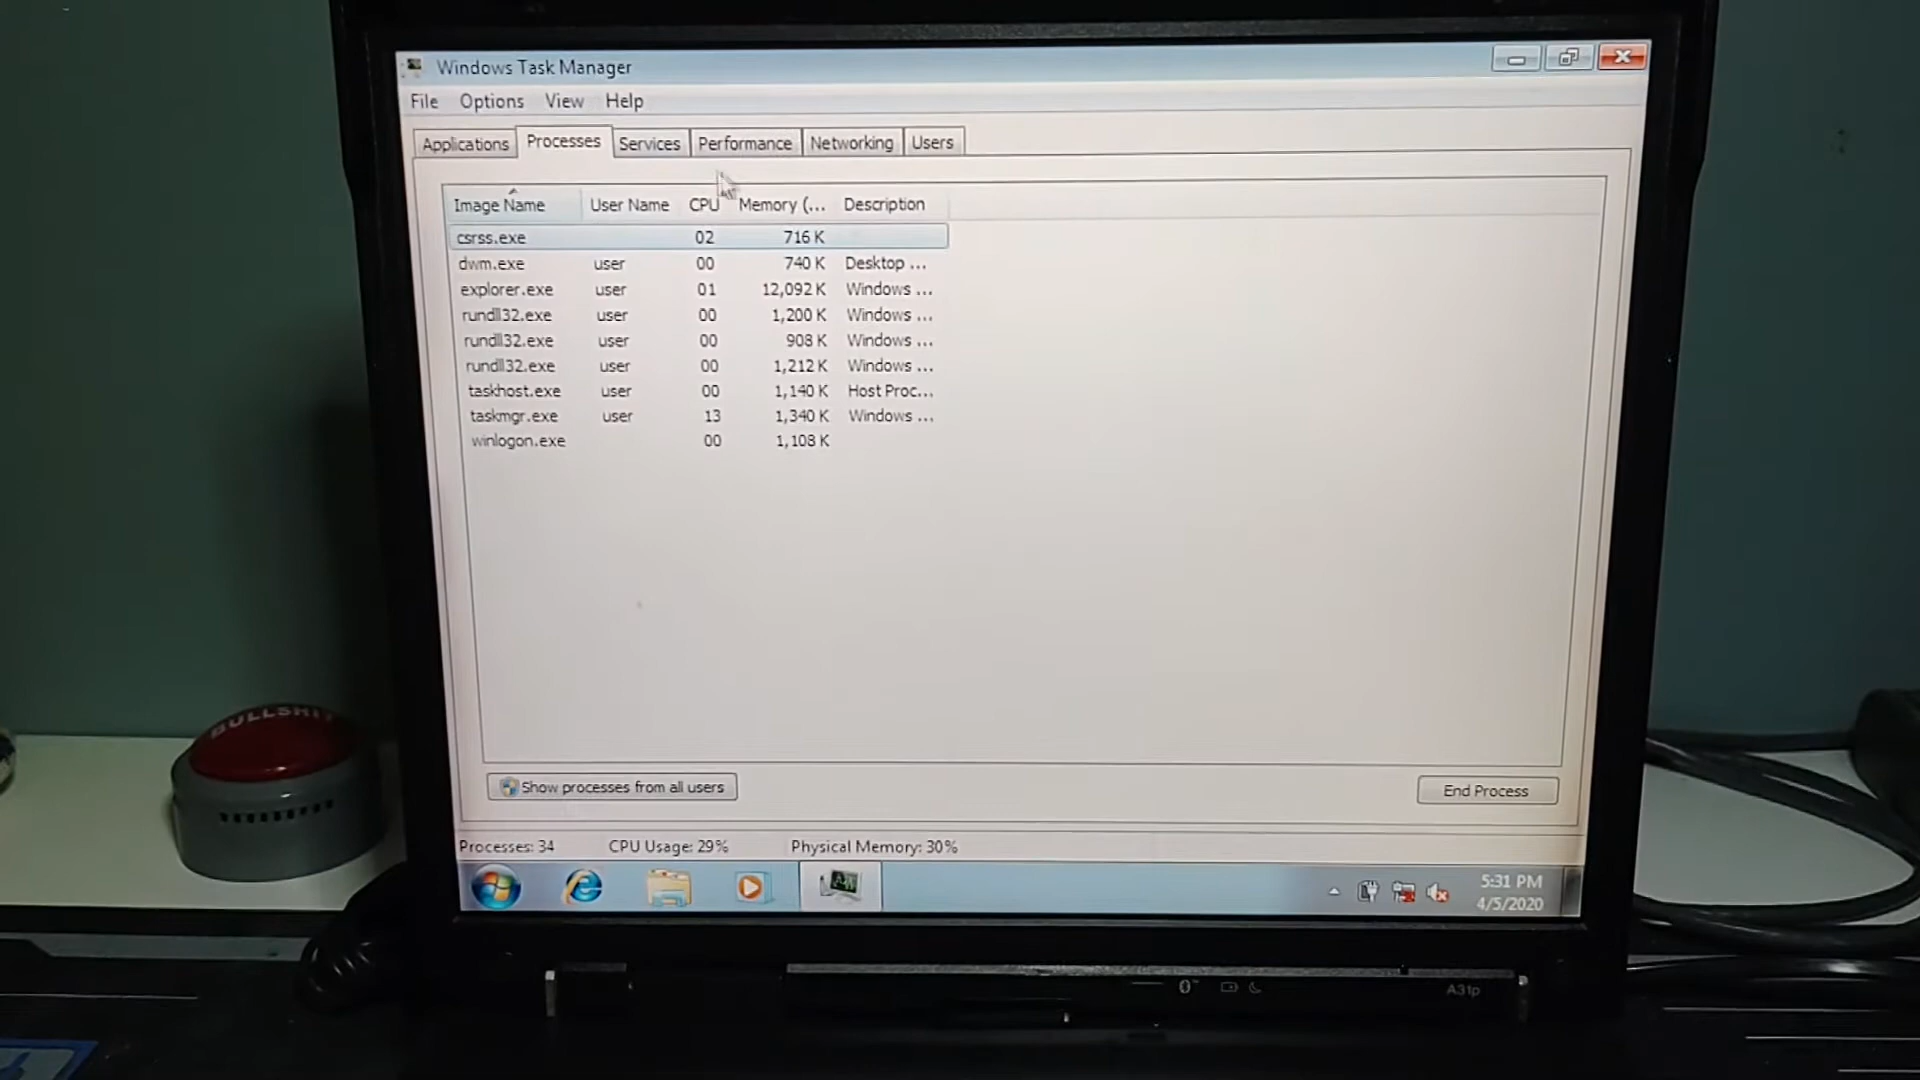 Windows Task Manager
File Options View Help
Applications Processes Services Performance Networking Users
Image Name User Name CPU Memory (... Description
csrss.exe 02 716 K
dwm.exe user 00 740 K Desktop ...
explorer.exe user 01 12,092 K Windows ...
rundll32.exe user 00 1,200 K Windows ...
rundll32.exe user 00 908 K Windows ...
rundll32.exe user 00 1,212 K Windows ...
taskhost.exe user 00 1,140 K Host Proc...
taskmgr.exe user 13 1,340 K Windows ...
winlogon.exe 00 1,108 K
BULLSHIT
Show processes from all users End Process
Processes: 34 CPU Usage: 29% Physical Memory: 30%
5:31 PM
4/5/2020
A31p